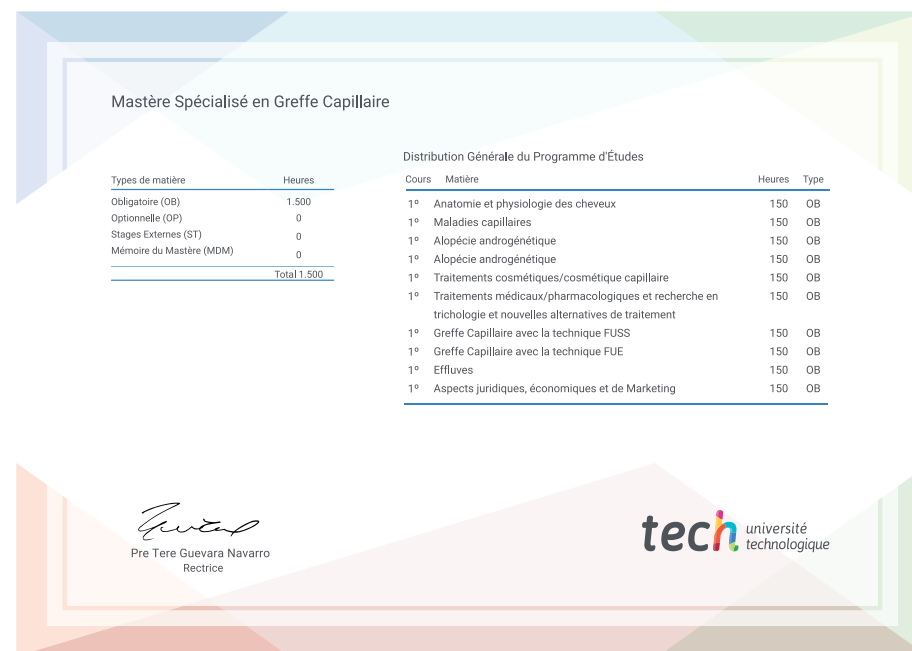 Mastère Spécialisé en Greffe Capillaire
Types de matière Heures
Obligatoire (OB) 1.500
Optionnelle (OP) 0
Stages Externes (ST) 0
Mémoire du Mastère (MDM) 0
Total 1.500
Distribution Générale du Programme d'Études
Cours Matière Heures Type
1º Anatomie et physiologie des cheveux 150 OB
1º Maladies capillaires 150 OB
1º Alopécie androgénétique 150 OB
1º Alopécie androgénétique 150 OB
1º Traitements cosmétiques/cosmétique capillaire 150 OB
1º Traitements médicaux/pharmacologiques et recherche en 150 OB
trichologie et nouvelles alternatives de traitement
1º Greffe Capillaire avec la technique FUSS 150 OB
1º Greffe Capillaire avec la technique FUE 150 OB
1º Effluves 150 OB
1º Aspects juridiques, économiques et de Marketing 150 OB
Pre Tere Guevara Navarro
Rectrice
tech université
technologique